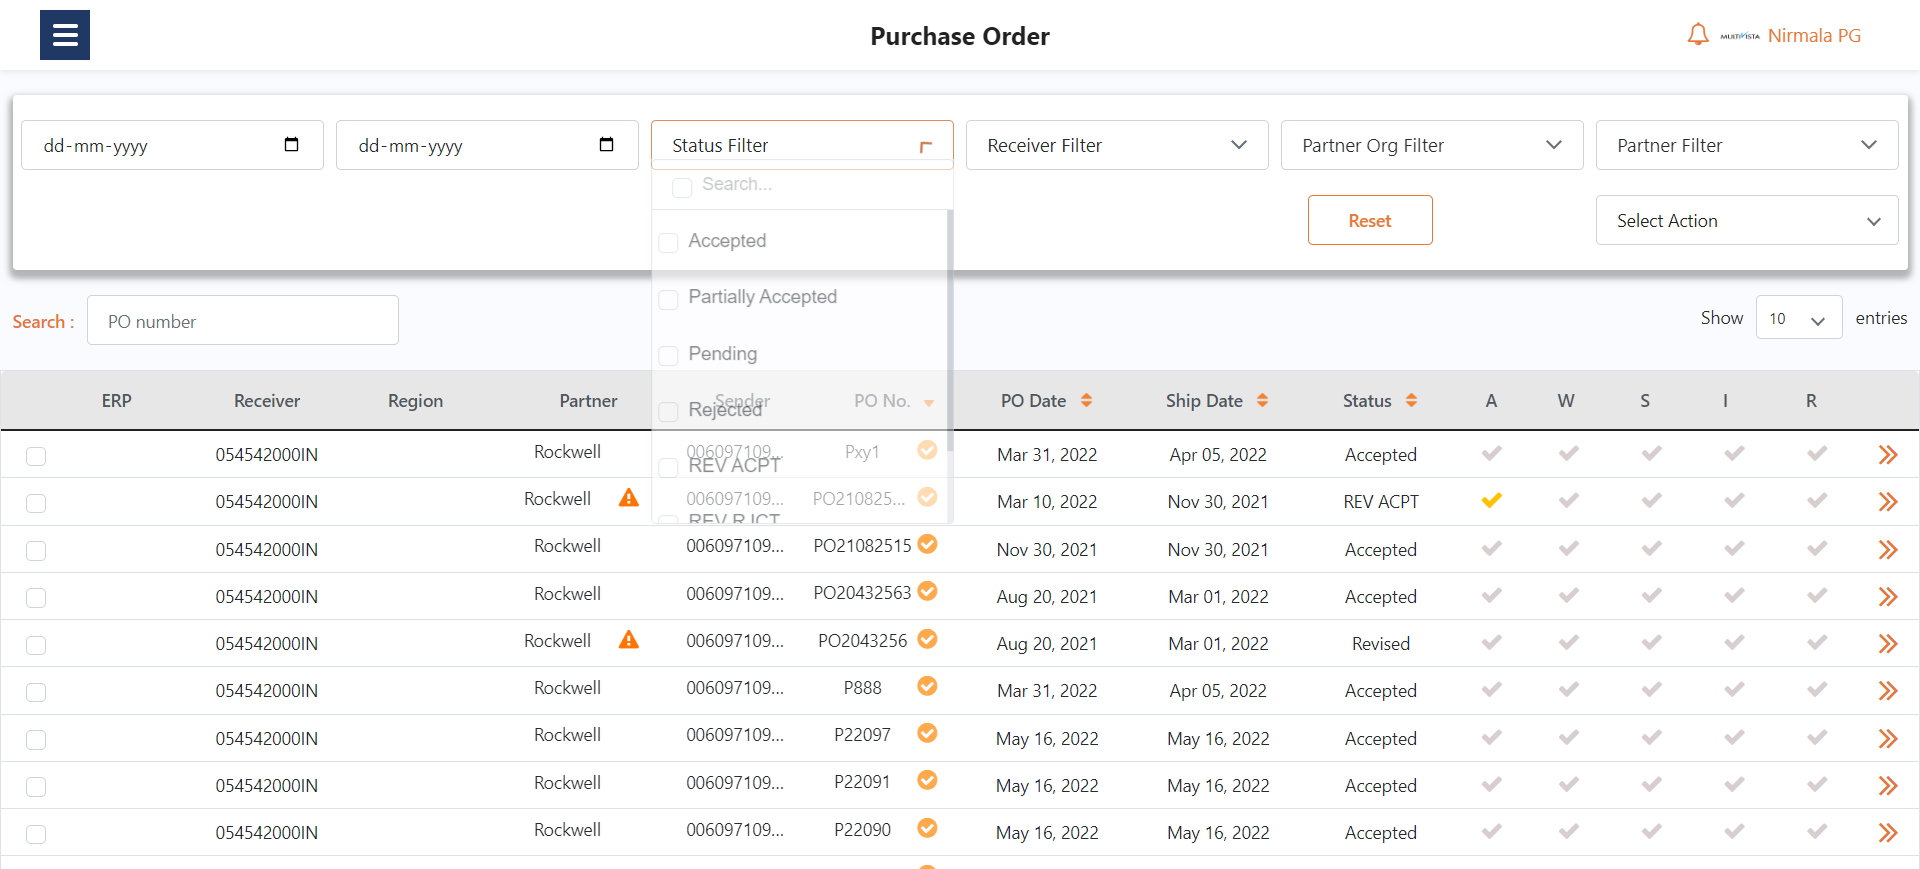 Purchase Order
MULTIVISTA Nirmala PG
dd-mm-yyyy dd-mm-yyyy Status Filter Receiver Filter Partner Org Filter Partner Filter
Search...
Reset Select Action
Accepted
Partially Accepted
Search : PO number Show 10 entries
Pending
ERP Receiver Region Partner Sender PO No. PO Date Ship Date Status A W S I R
Rejected
054542000IN Rockwell 006097109... Pxy1 Mar 31, 2022 Apr 05, 2022 Accepted
REV ACPT
054542000IN Rockwell 006097109... PO210825... Mar 10, 2022 Nov 30, 2021 REV ACPT
REV RJCT
054542000IN Rockwell 006097109... PO21082515 Nov 30, 2021 Nov 30, 2021 Accepted
054542000IN Rockwell 006097109... PO20432563 Aug 20, 2021 Mar 01, 2022 Accepted
054542000IN Rockwell 006097109... PO2043256 Aug 20, 2021 Mar 01, 2022 Revised
054542000IN Rockwell 006097109... P888 Mar 31, 2022 Apr 05, 2022 Accepted
054542000IN Rockwell 006097109... P22097 May 16, 2022 May 16, 2022 Accepted
054542000IN Rockwell 006097109... P22091 May 16, 2022 May 16, 2022 Accepted
054542000IN Rockwell 006097109... P22090 May 16, 2022 May 16, 2022 Accepted